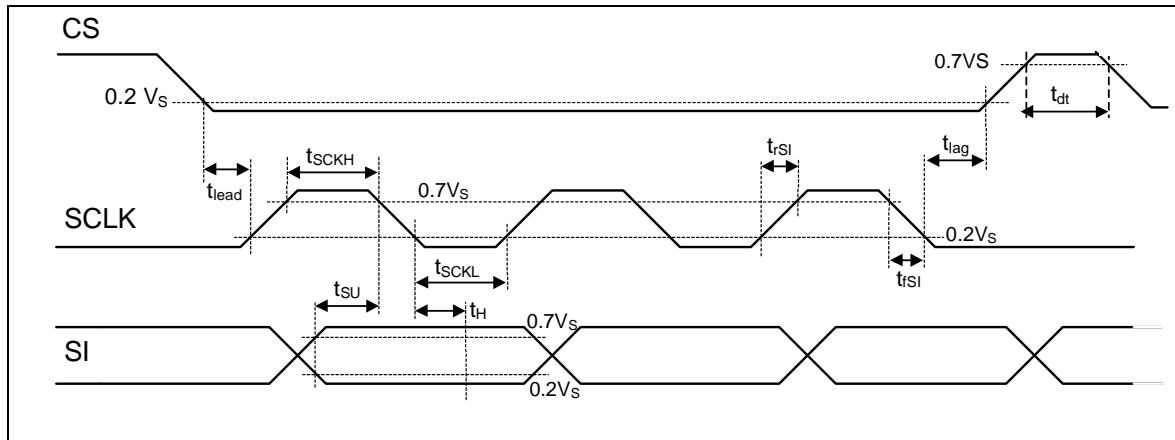 CS
0.7VS
0.2 VS
tdt
tSCKH
trSI
tlag
tlead
0.7VS
SCLK
0.2VS
tSCKL
tfSI
tSU
tH
0.7VS
SI
0.2VS